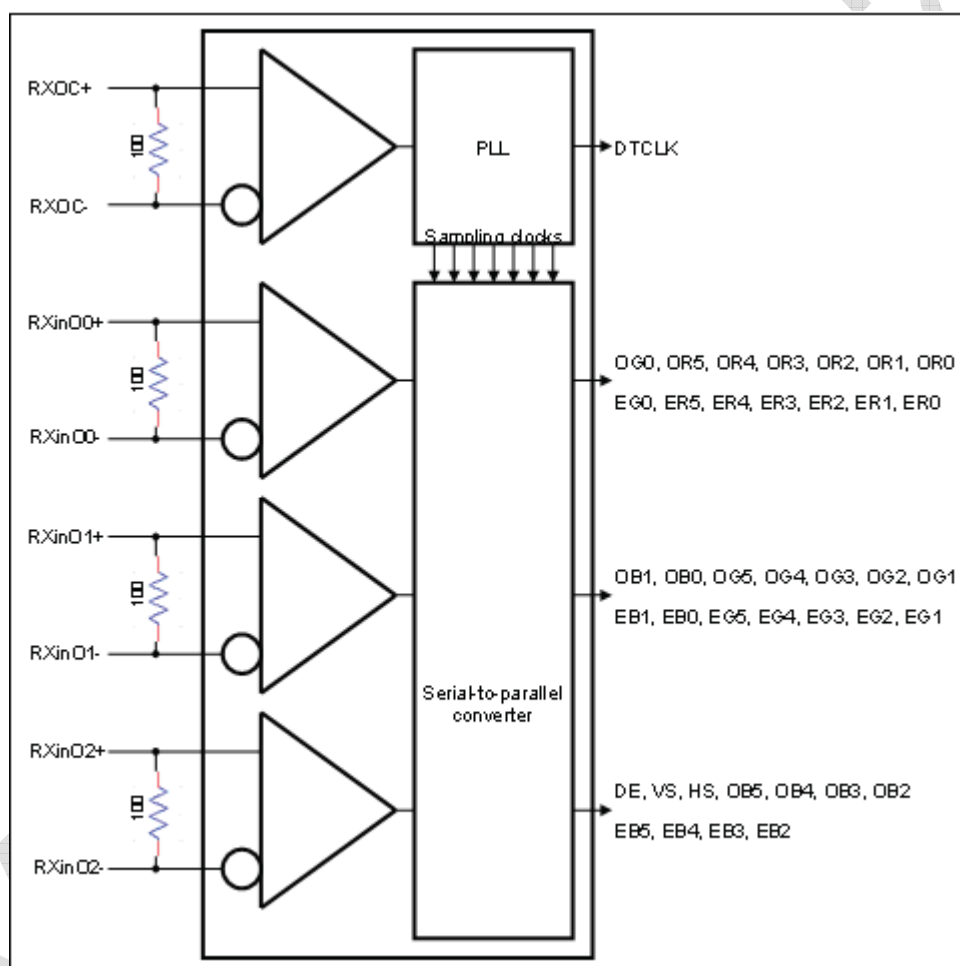 RXOC+
100
RXOC-
PLL
DTCLK
Sampling clocks
RXinO0+
100
RXinO0-
OG0, OR5, OR4, OR3, OR2, OR1, OR0
EG0, ER5, ER4, ER3, ER2, ER1, ER0
RXinO1+
100
RXinO1-
OB1, OB0, OG5, OG4, OG3, OG2, OG1
EB1, EB0, EG5, EG4, EG3, EG2, EG1
Serial-to-parallel
converter
RXinO2+
100
RXinO2-
DE, VS, HS, OB5, OB4, OB3, OB2
EB5, EB4, EB3, EB2